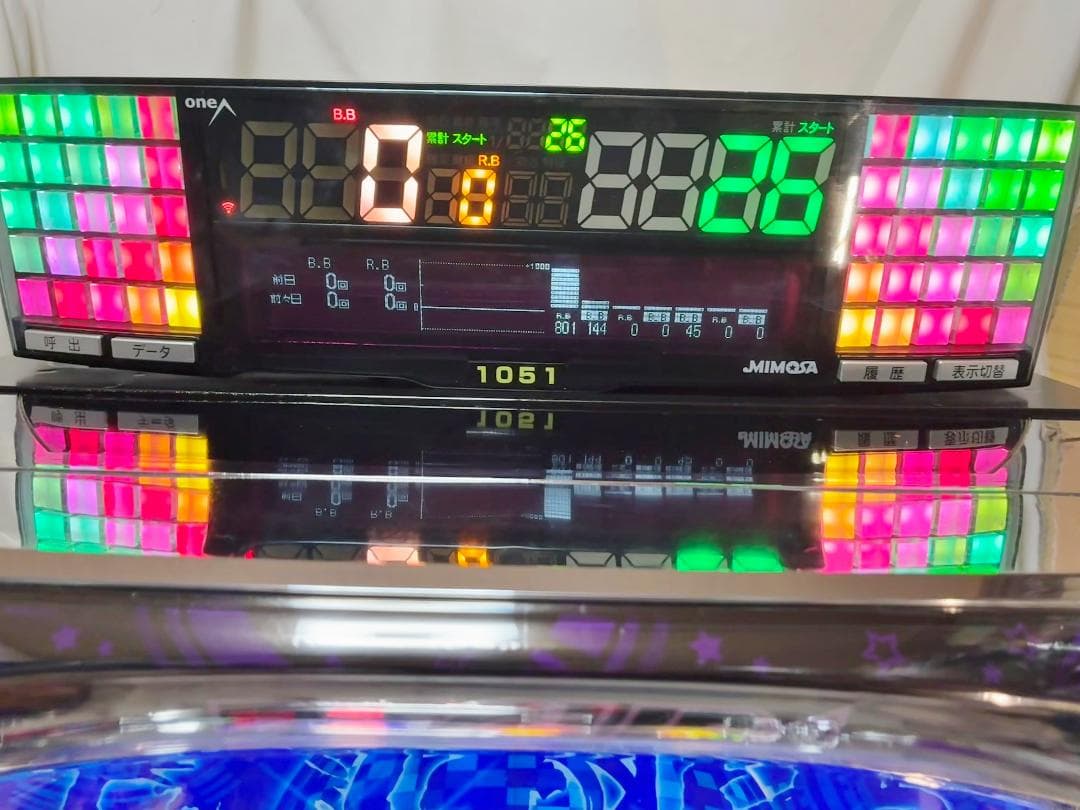 oneA
B.B
累計 スタート
26
累計 スタート
0
R.B
0
26
B.B R.B
前日 0回 0回
前々日 0回 0回
+1000
0
R.B B.B R.B B.B B.B R.B R.B
801 144 0 0 45 0 0
呼出
データ
1051
MIMOSA
履歴
表示切替